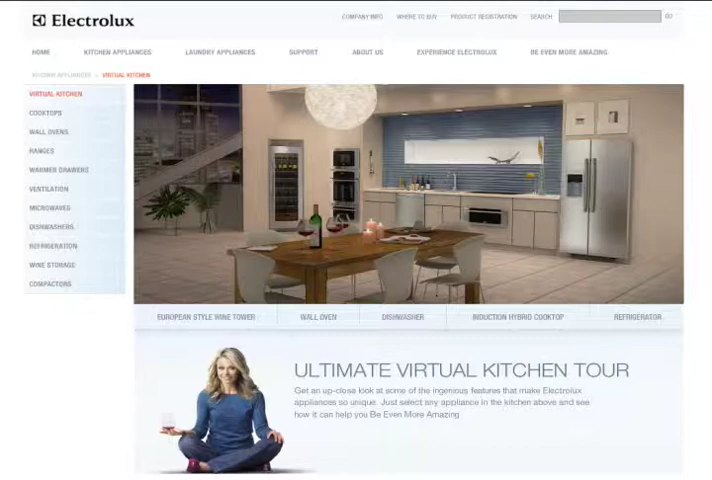 Electrolux
COMPANY INFO WHERE TO BUY PRODUCT REGISTRATION SEARCH GO
HOME KITCHEN APPLIANCES LAUNDRY APPLIANCES SUPPORT ABOUT US EXPERIENCE ELECTROLUX BE EVEN MORE AMAZING
KITCHEN APPLIANCES > VIRTUAL KITCHEN
VIRTUAL KITCHEN
COOKTOPS
WALL OVENS
RANGES
WARMER DRAWERS
VENTILATION
MICROWAVES
DISHWASHERS
REFRIGERATION
WINE STORAGE
COMPACTORS
EUROPEAN STYLE WINE TOWER WALL OVEN DISHWASHER INDUCTION HYBRID COOKTOP REFRIGERATOR
ULTIMATE VIRTUAL KITCHEN TOUR
Get an up-close look at some of the ingenious features that make Electrolux
appliances so unique. Just select any appliance in the kitchen above and see
how it can help you Be Even More Amazing